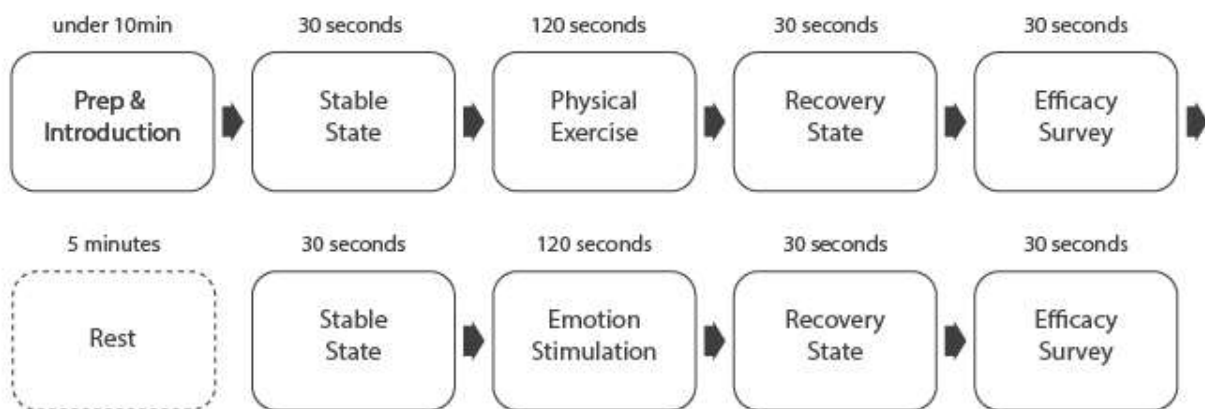 under 10min
30 seconds
120 seconds
30 seconds
30 seconds
Prep &
Introduction
Stable
State
Physical
Exercise
Recovery
State
Efficacy
Survey
5 minutes
30 seconds
120 seconds
30 seconds
30 seconds
Rest
Stable
State
Emotion
Stimulation
Recovery
State
Efficacy
Survey